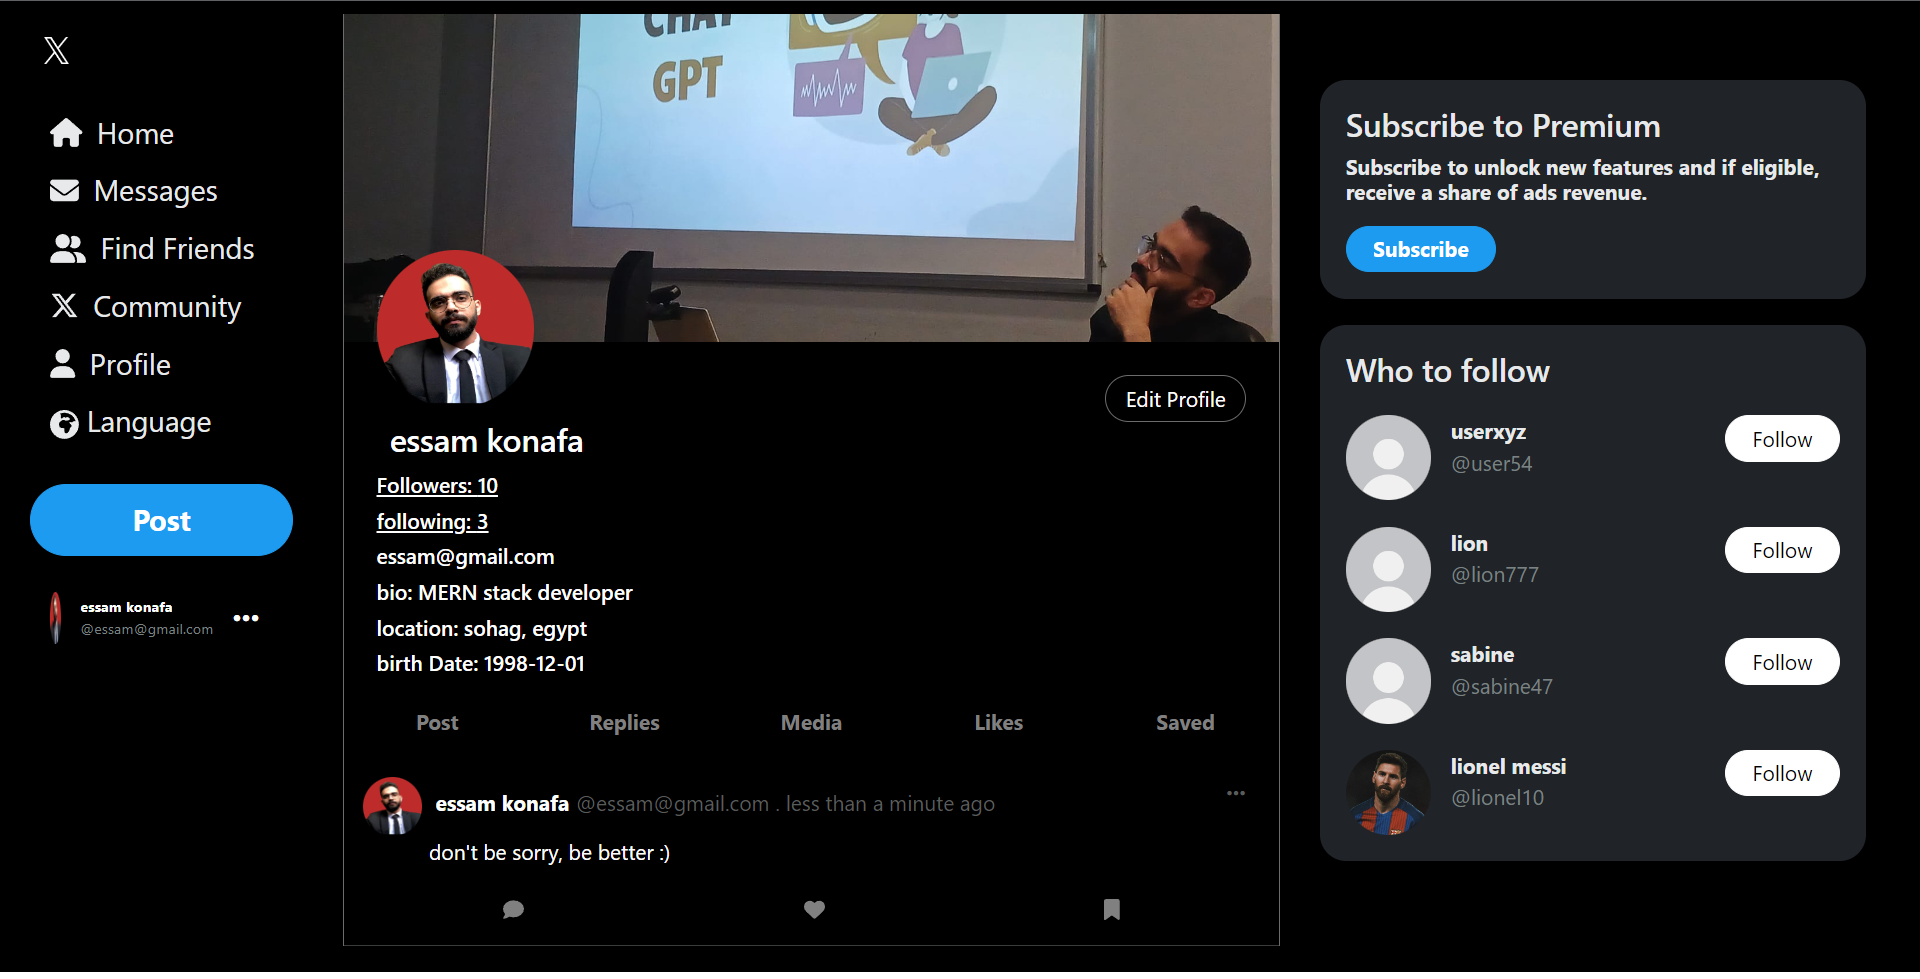 Home
Messages
Find Friends
Community
Profile
Language
Post
essam konafa
@essam@gmail.com
CHAT
GPT
Edit Profile
essam konafa
Followers: 10
following: 3
essam@gmail.com
bio: MERN stack developer
location: sohag, egypt
birth Date: 1998-12-01
Post Replies Media Likes Saved
essam konafa @essam@gmail.com . less than a minute ago
don't be sorry, be better :)
Subscribe to Premium
Subscribe to unlock new features and if eligible,
receive a share of ads revenue.
Subscribe
Who to follow
userxyz
@user54
Follow
lion
@lion777
Follow
sabine
@sabine47
Follow
lionel messi
@lionel10
Follow